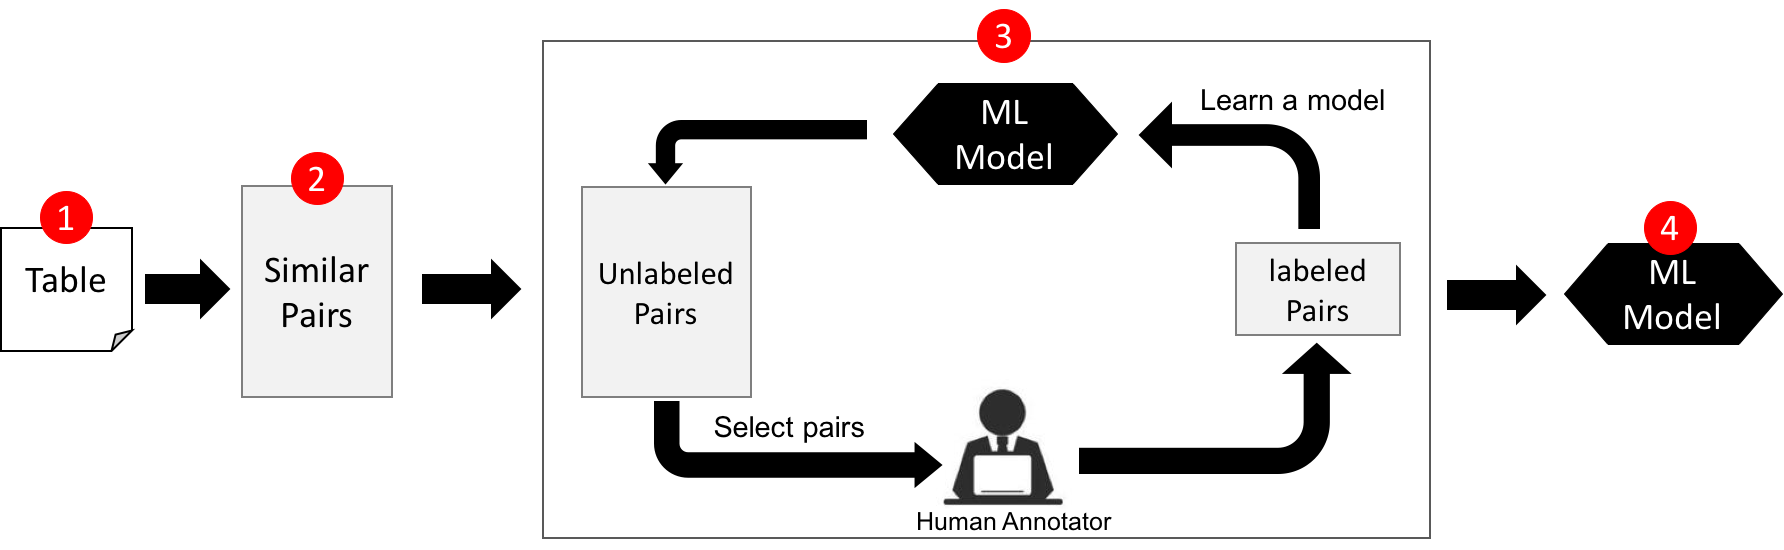 1
Table
2
Similar
Pairs
3
ML
Model
Learn a model
Unlabeled
Pairs
labeled
Pairs
Select pairs
Human Annotator
4
ML
Model